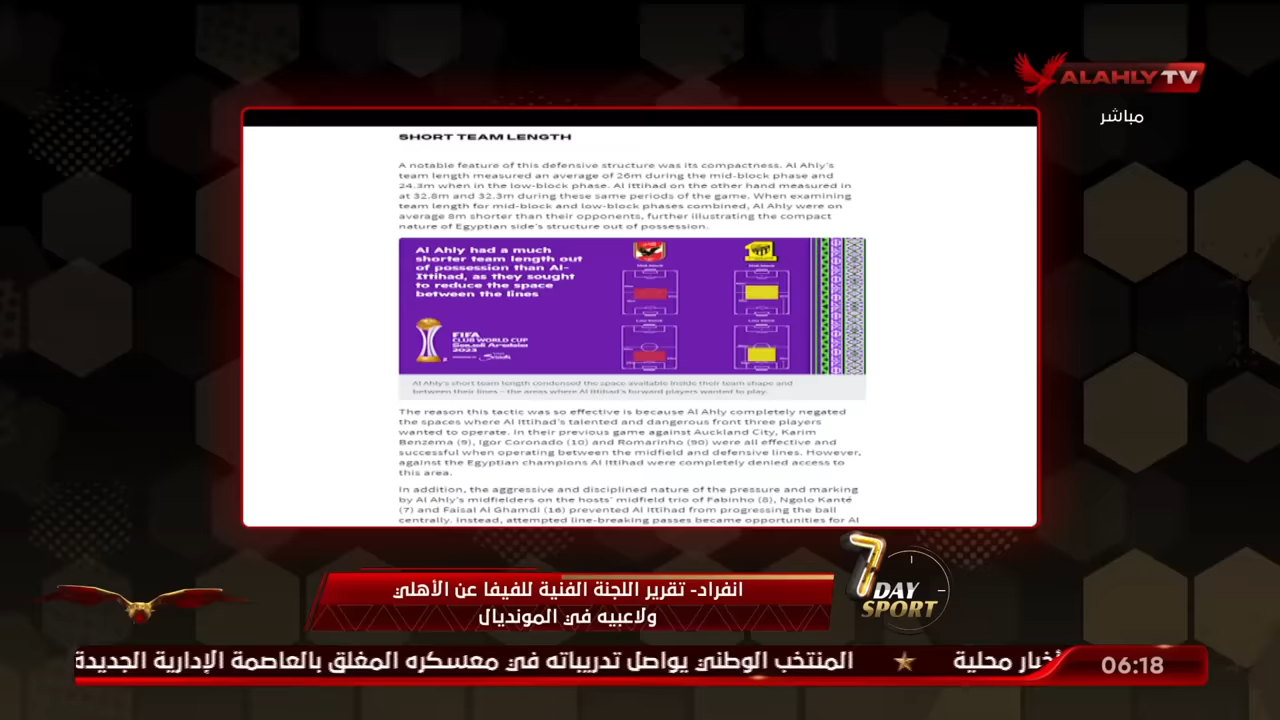 ALAHLY TV
مباشر
SHORT TEAM LENGTH
A notable feature of this defensive structure was its compactness. Al Ahly's
team length measured an average of 26m during the mid-block phase and
24.3m when in the low-block phase. Al Ittihad on the other hand measured in
at 32.8m and 32.3m during these same periods of the game. When examining
team length for mid-block and low-block phases combined, Al Ahly were on
average 8m shorter than their opponents, further illustrating the compact
nature of Egyptian side's structure out of possession.
Al Ahly had a much
shorter team length out
of possession than Al-
Ittihad, as they sought
to reduce the space
between the lines
Mid-block
Mid-block
Low-block
Low-block
FIFA
CLUB WORLD CUP
Saudi Arabia
2023
Al Ahly's short team length condensed the space available inside their team shape and
between their lines – the areas where Al Ittihad's forward players wanted to play.
The reason this tactic was so effective is because Al Ahly completely negated
the spaces where Al Ittihad's talented and dangerous front three players
wanted to operate. In their previous game against Auckland City, Karim
Benzema (9), Igor Coronado (10) and Romarinho (90) were all effective and
successful when operating between the midfield and defensive lines. However,
against the Egyptian champions Al Ittihad were completely denied access to
this area.
In addition, the aggressive and disciplined nature of the pressure and marking
by Al Ahly's midfielders on the hosts' midfield trio of Fabinho (8), Ngolo Kanté
(7) and Faisal Al Ghamdi (16) prevented Al Ittihad from progressing the ball
centrally. Instead, attempted line-breaking passes became opportunities for Al
انفراد- تقرير اللجنة الفنية للفيفا عن الأهلي
ولاعبيه في المونديال
7 DAY
SPORT
أخبار محلية ★ المنتخب الوطني يواصل تدريباته في معسكره المغلق بالعاصمة الإدارية الجديدة
06:18